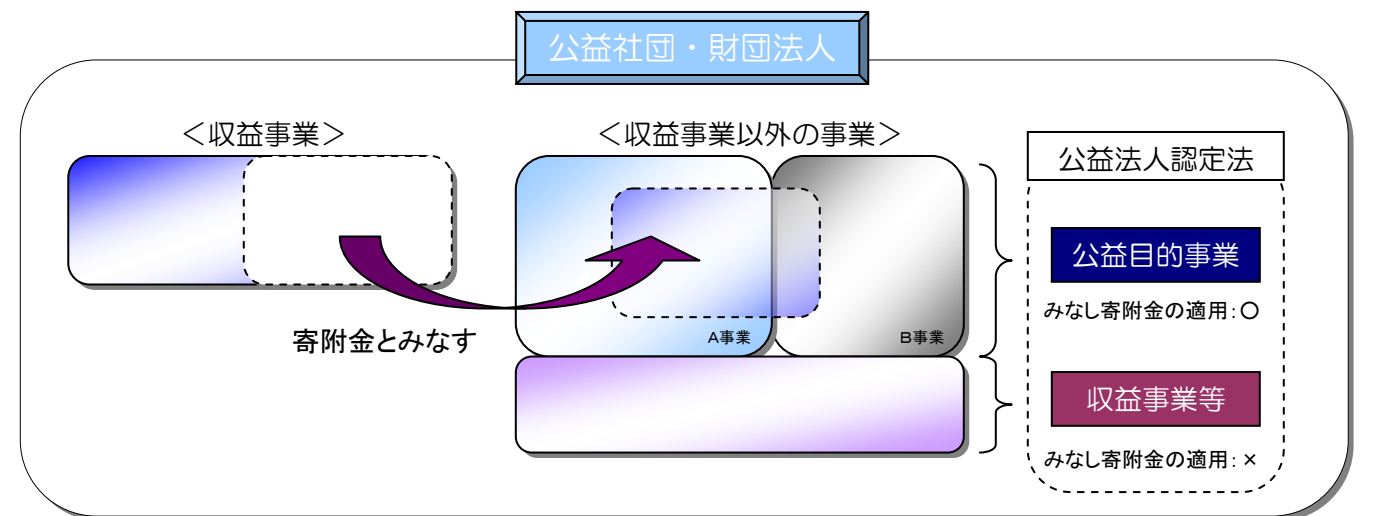 公益社団・財団法人
＜収益事業＞
＜収益事業以外の事業＞
公益法人認定法
公益目的事業
みなし寄附金の適用：○
寄附金とみなす
A事業
B事業
収益事業等
みなし寄附金の適用：×